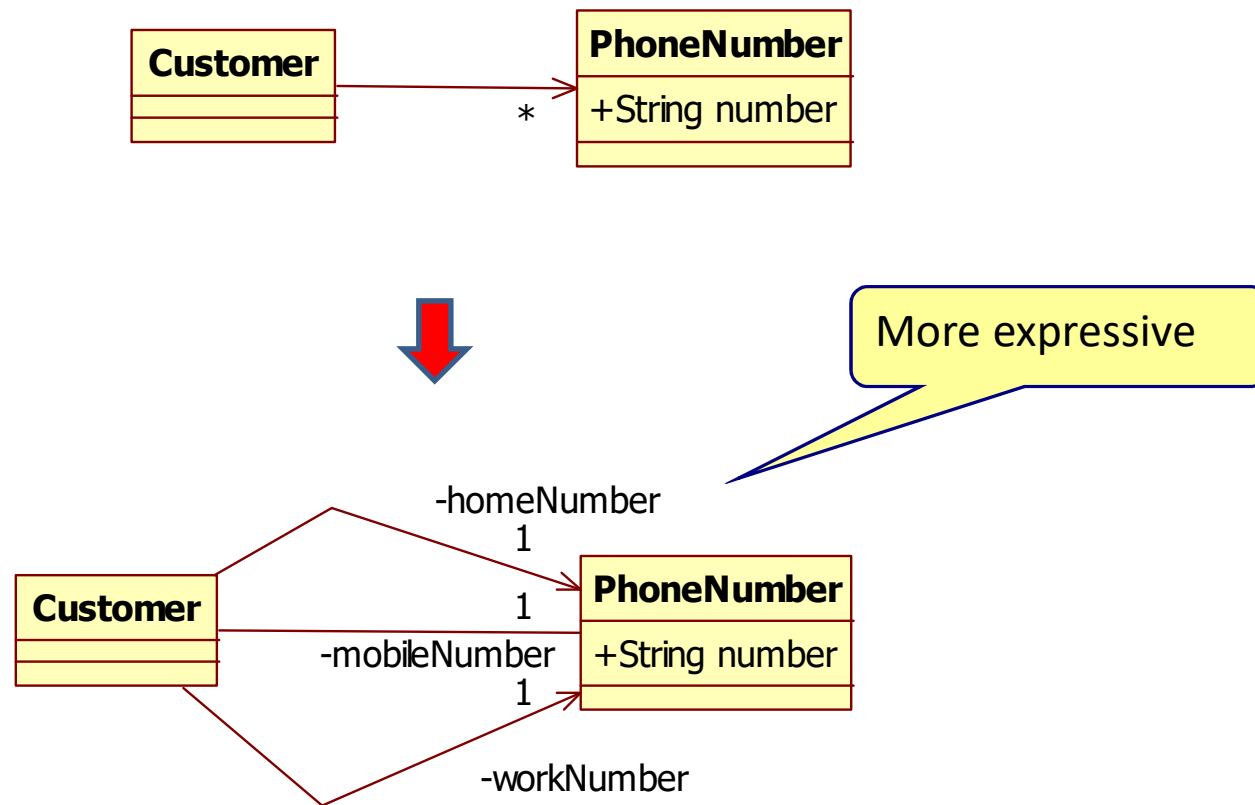 Customer
PhoneNumber
+String number
*
More expressive
-homeNumber
1
Customer
PhoneNumber
1
-mobileNumber
+String number
1
-workNumber